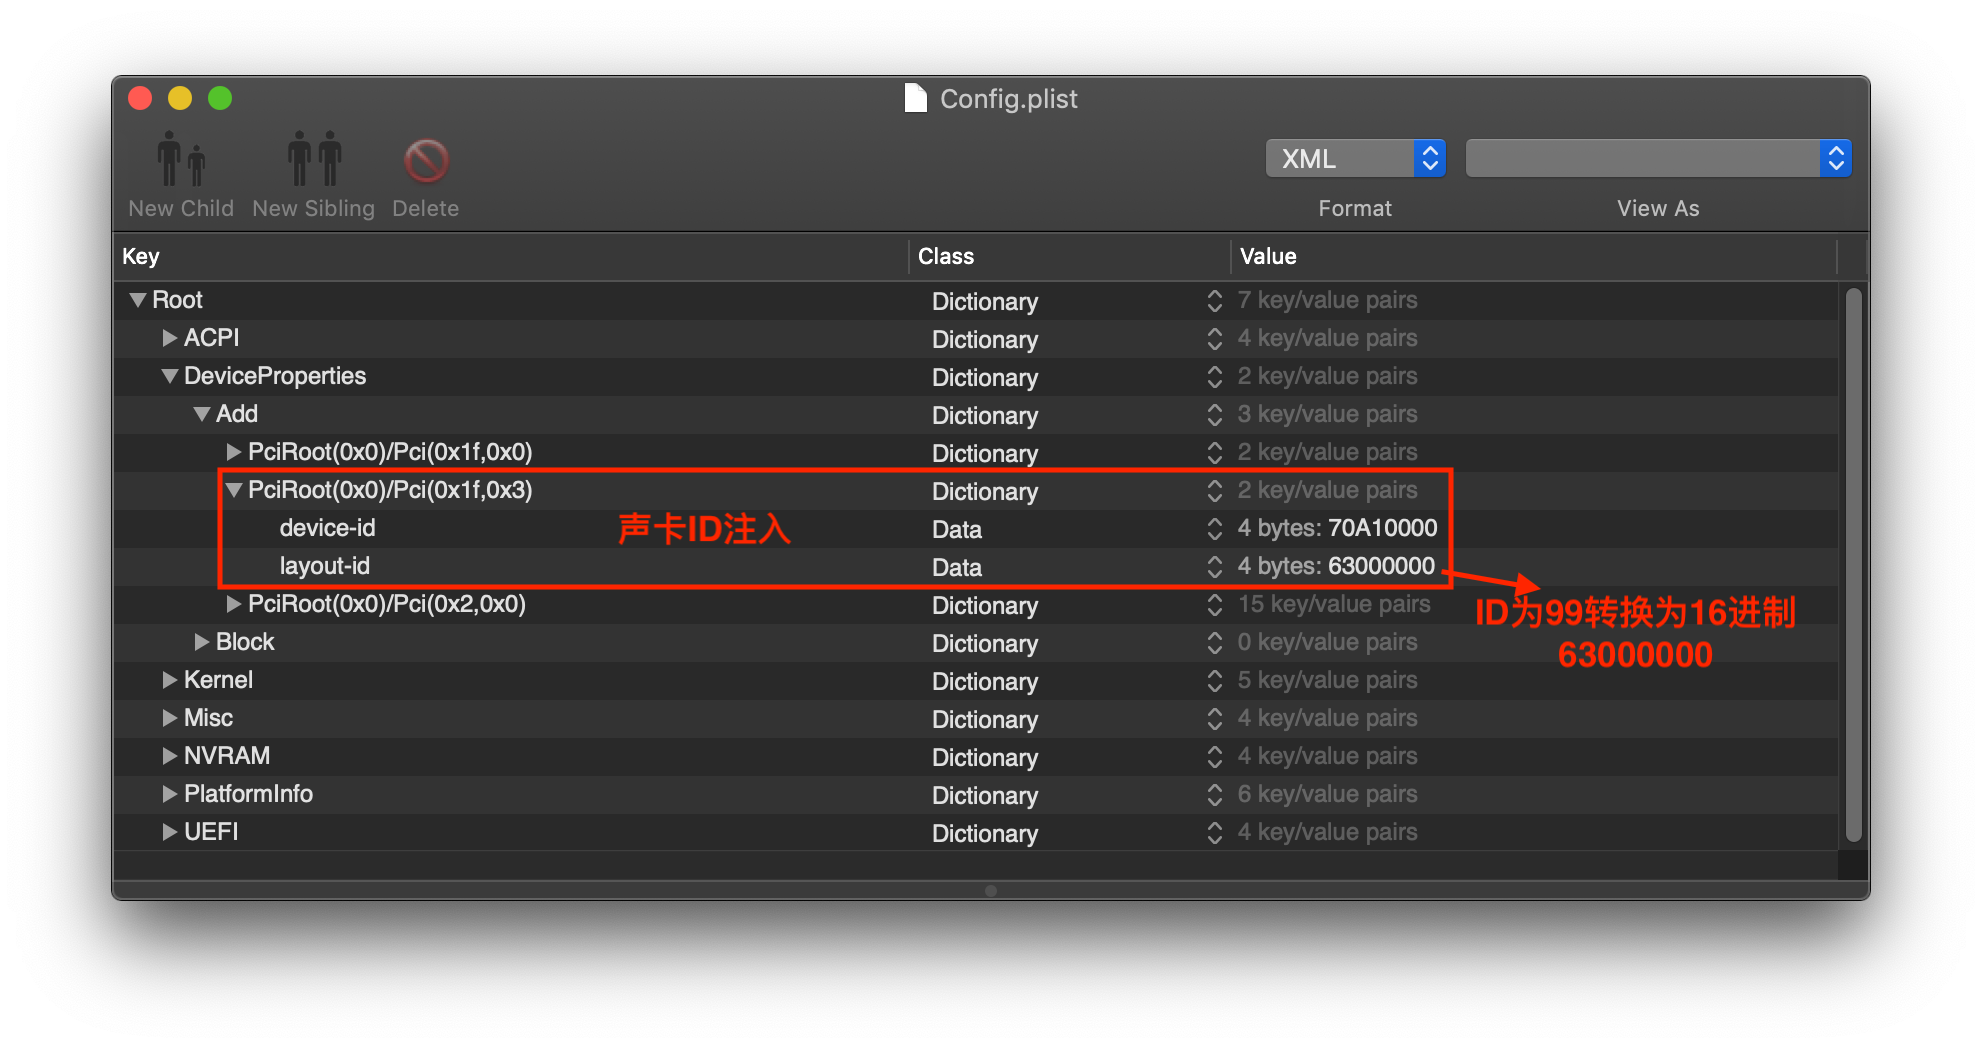 Config.plist
New Child
New Sibling
Delete
XML
Format
View As
Key Class Value
Root Dictionary 7 key/value pairs
ACPI Dictionary 4 key/value pairs
DeviceProperties Dictionary 2 key/value pairs
Add Dictionary 3 key/value pairs
PciRoot(0x0)/Pci(0x1f,0x0) Dictionary 2 key/value pairs
PciRoot(0x0)/Pci(0x1f,0x3) Dictionary 2 key/value pairs
device-id 声卡ID注入 Data 4 bytes: 70A10000
layout-id Data 4 bytes: 63000000
PciRoot(0x0)/Pci(0x2,0x0) Dictionary 15 key/value pairs
ID为99转换为16进制
63000000
Block Dictionary 0 key/value pairs
Kernel Dictionary 5 key/value pairs
Misc Dictionary 4 key/value pairs
NVRAM Dictionary 4 key/value pairs
PlatformInfo Dictionary 6 key/value pairs
UEFI Dictionary 4 key/value pairs